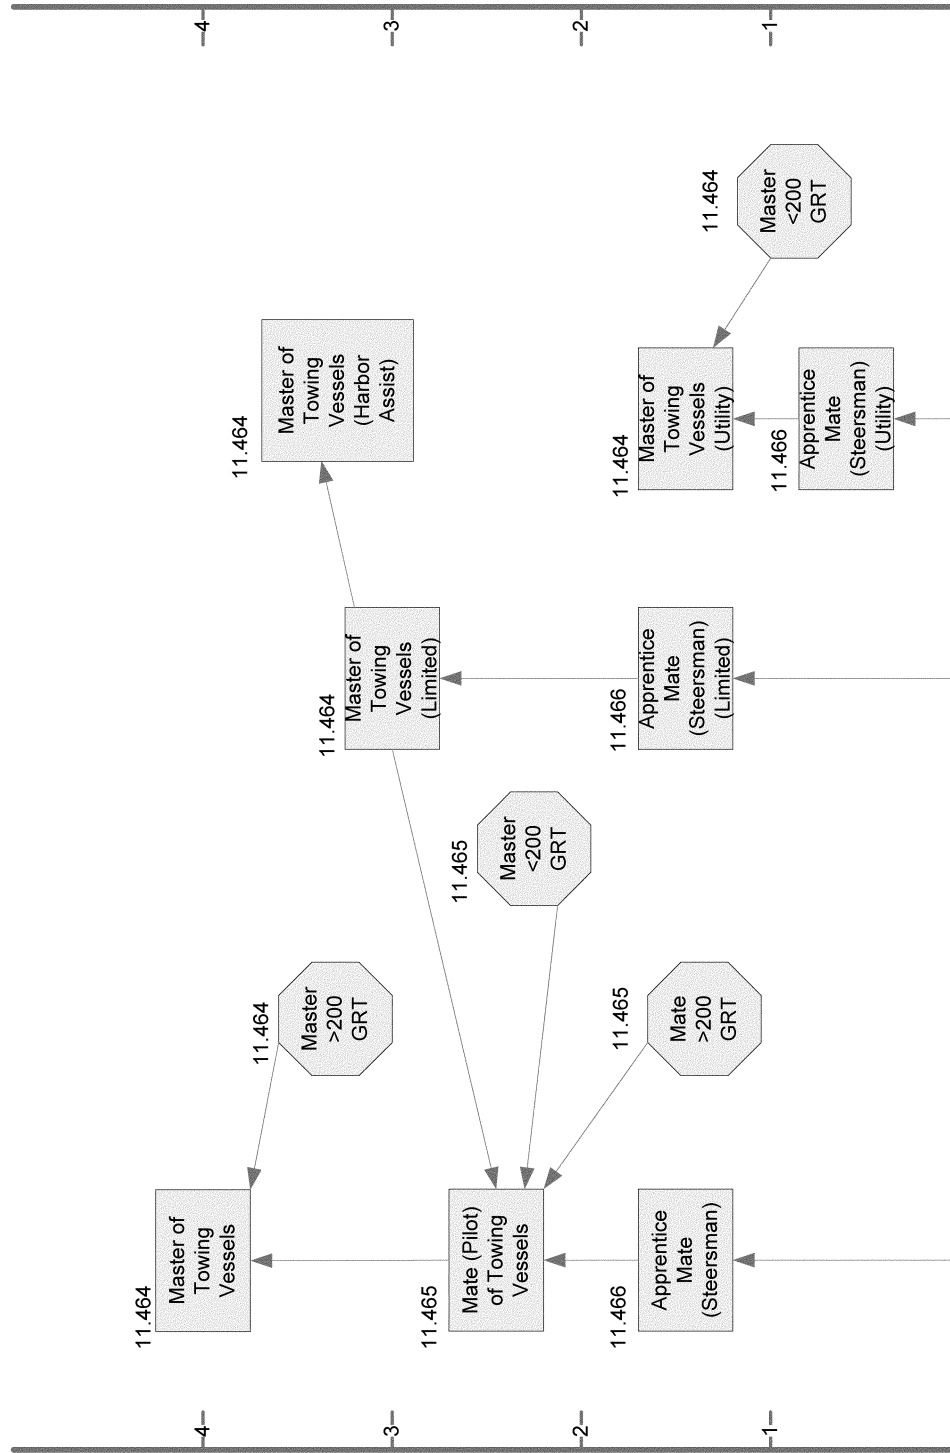 4
11.464
Master of
Towing
Vessels
4
11.464
Master
>200
GRT
11.464
Master of
Towing
Vessels
(Harbor
Assist)
3
11.464
Master of
Towing
Vessels
(Limited)
3
11.465
Mate (Pilot)
of Towing
Vessels
11.465
Master
<200
GRT
2
2
11.466
Apprentice
Mate
(Steersman)
11.465
Mate
>200
GRT
11.466
Apprentice
Mate
(Steersman)
(Limited)
11.464
Master of
Towing
Vessels
(Utility)
11.464
Master
<200
GRT
1
11.466
Apprentice
Mate
(Steersman)
(Utility)
1